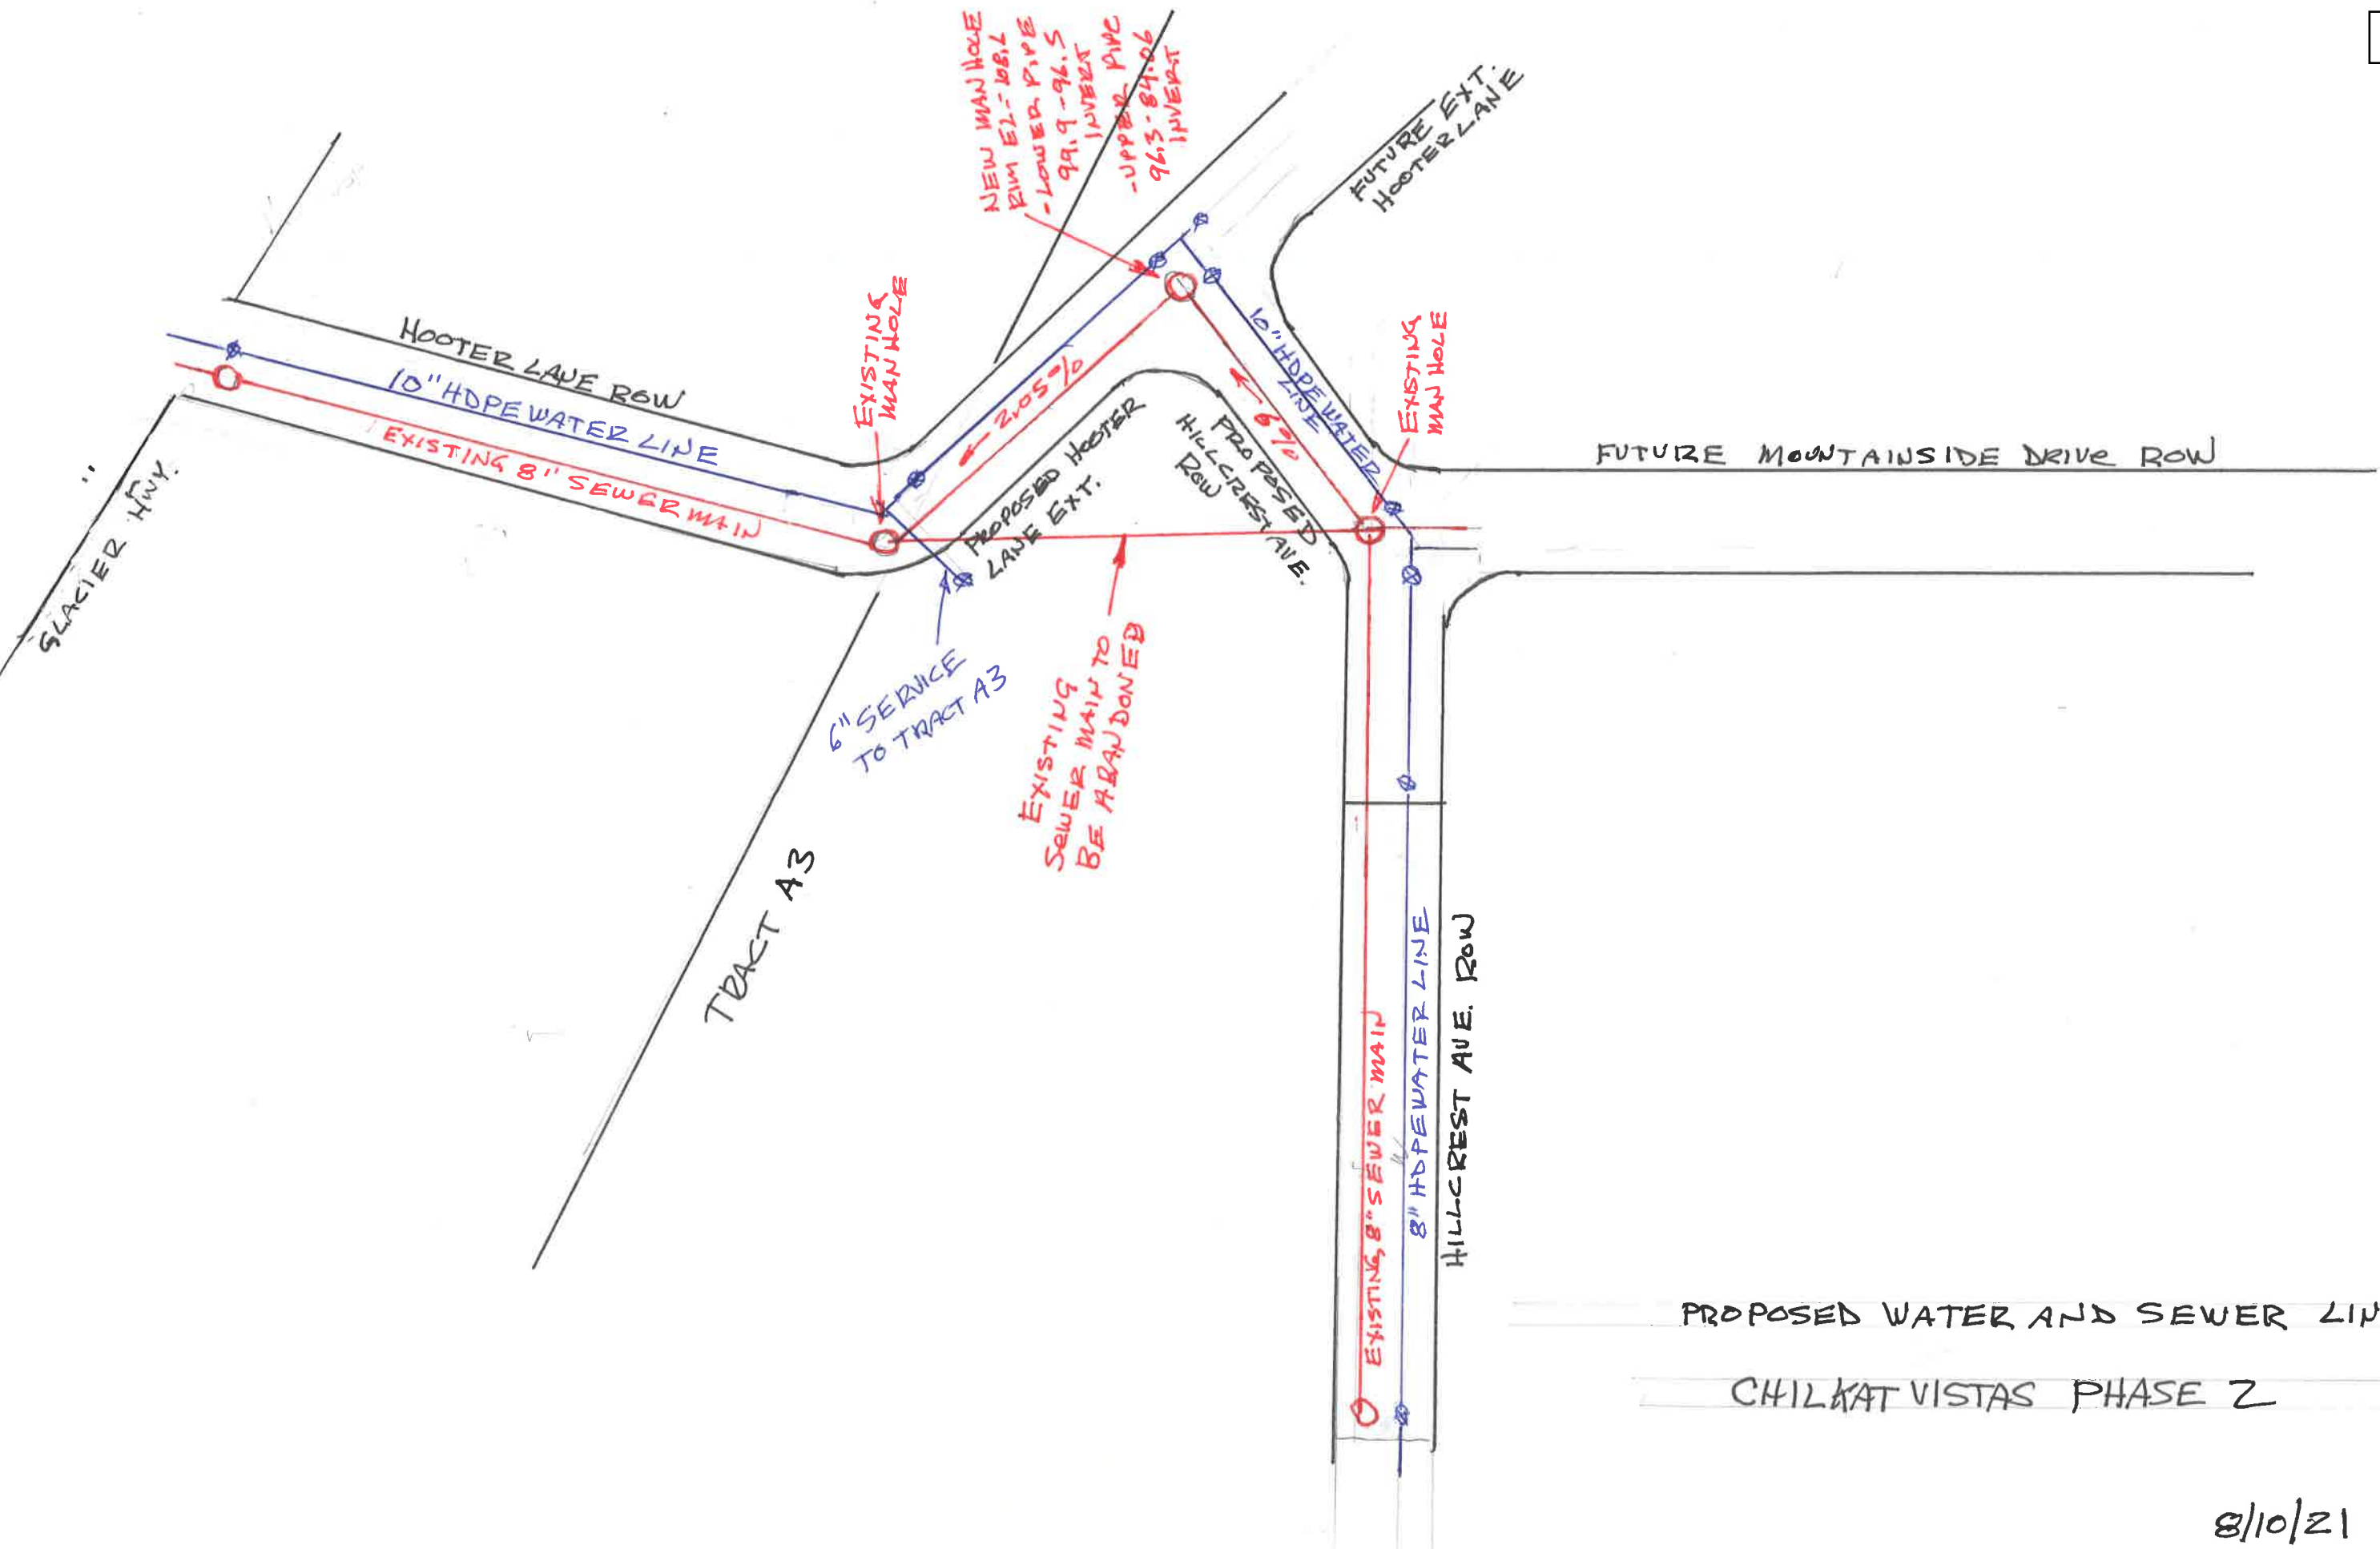 NEW MANHOLE
RIM EL-108.2
-LOWER PIPE
99.9-96.5
INVERT
-UPPER PIPE
96.3-84.06
INVERT
FUTURE EXT.
HOOTER LANE
HOOTER LANE ROW
10" HDPE WATER LINE
EXISTING 8" SEWER MAIN
GLACIER HWY.
EXISTING
MAN HOLE
2.05%
6%
10" HDPE WATER
LINE
EXISTING
MAN HOLE
PROPOSED HOOTER
LANE EXT.
PROPOSED
HILLCREST AVE.
ROW
FUTURE MOUNTAINSIDE DRIVE ROW
6" SERVICE
TO TRACT A3
EXISTING
SEWER MAIN TO
BE ABANDONED
TRACT A3
EXISTING 8" SEWER MAIN
8" HDPE WATER LINE
HILLCREST AVE. ROW
PROPOSED WATER AND SEWER LIN
CHILKAT VISTAS PHASE 2
8/10/21